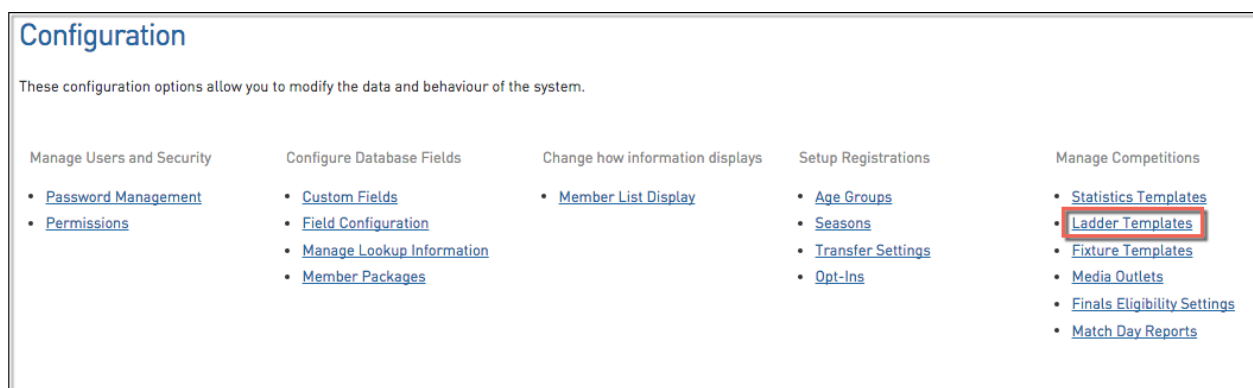 Configuration
These configuration options allow you to modify the data and behaviour of the system.
Manage Users and Security
• Password Management
• Permissions
Configure Database Fields
• Custom Fields
• Field Configuration
• Manage Lookup Information
• Member Packages
Change how information displays
• Member List Display
Setup Registrations
• Age Groups
• Seasons
• Transfer Settings
• Opt-Ins
Manage Competitions
• Statistics Templates
• Ladder Templates
• Fixture Templates
• Media Outlets
• Finals Eligibility Settings
• Match Day Reports